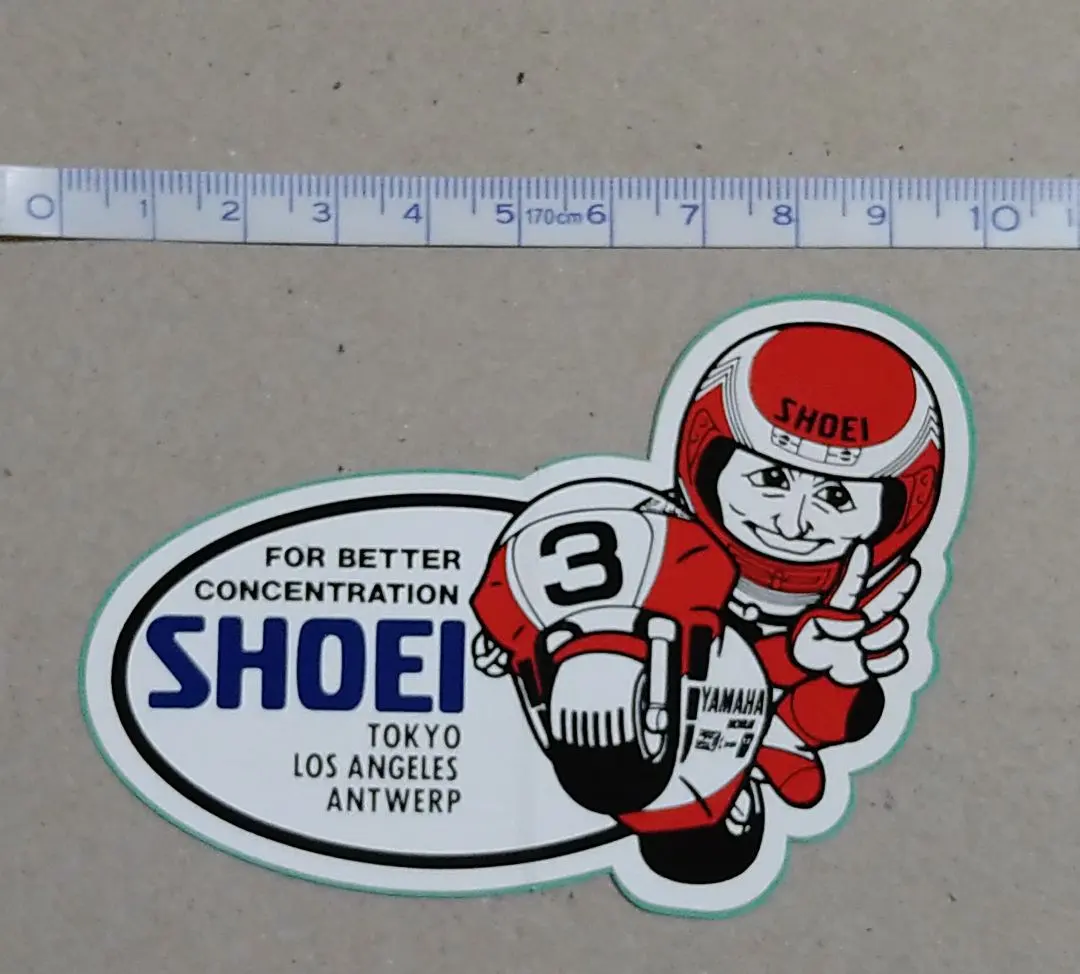 0 1 2 3 4 5 170cm 6 7 8 9 10
SHOEI
3
FOR BETTER
CONCENTRATION
SHOEI
TOKYO
LOS ANGELES
ANTWERP
YAMAHA